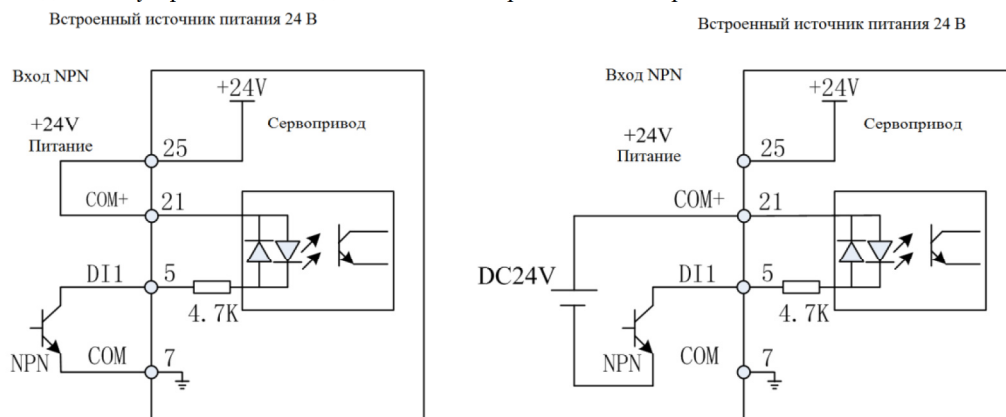 Встроенный источник питания 24 В
Вход NPN
+24V
Сервопривод
+24V
Питание
25
COM+
21
DI1
5
4.7K
NPN
COM
7
Встроенный источник питания 24 В
Вход NPN
+24V
Сервопривод
+24V
Питание
25
COM+
21
DC24V
DI1
5
4.7K
NPN
COM
7